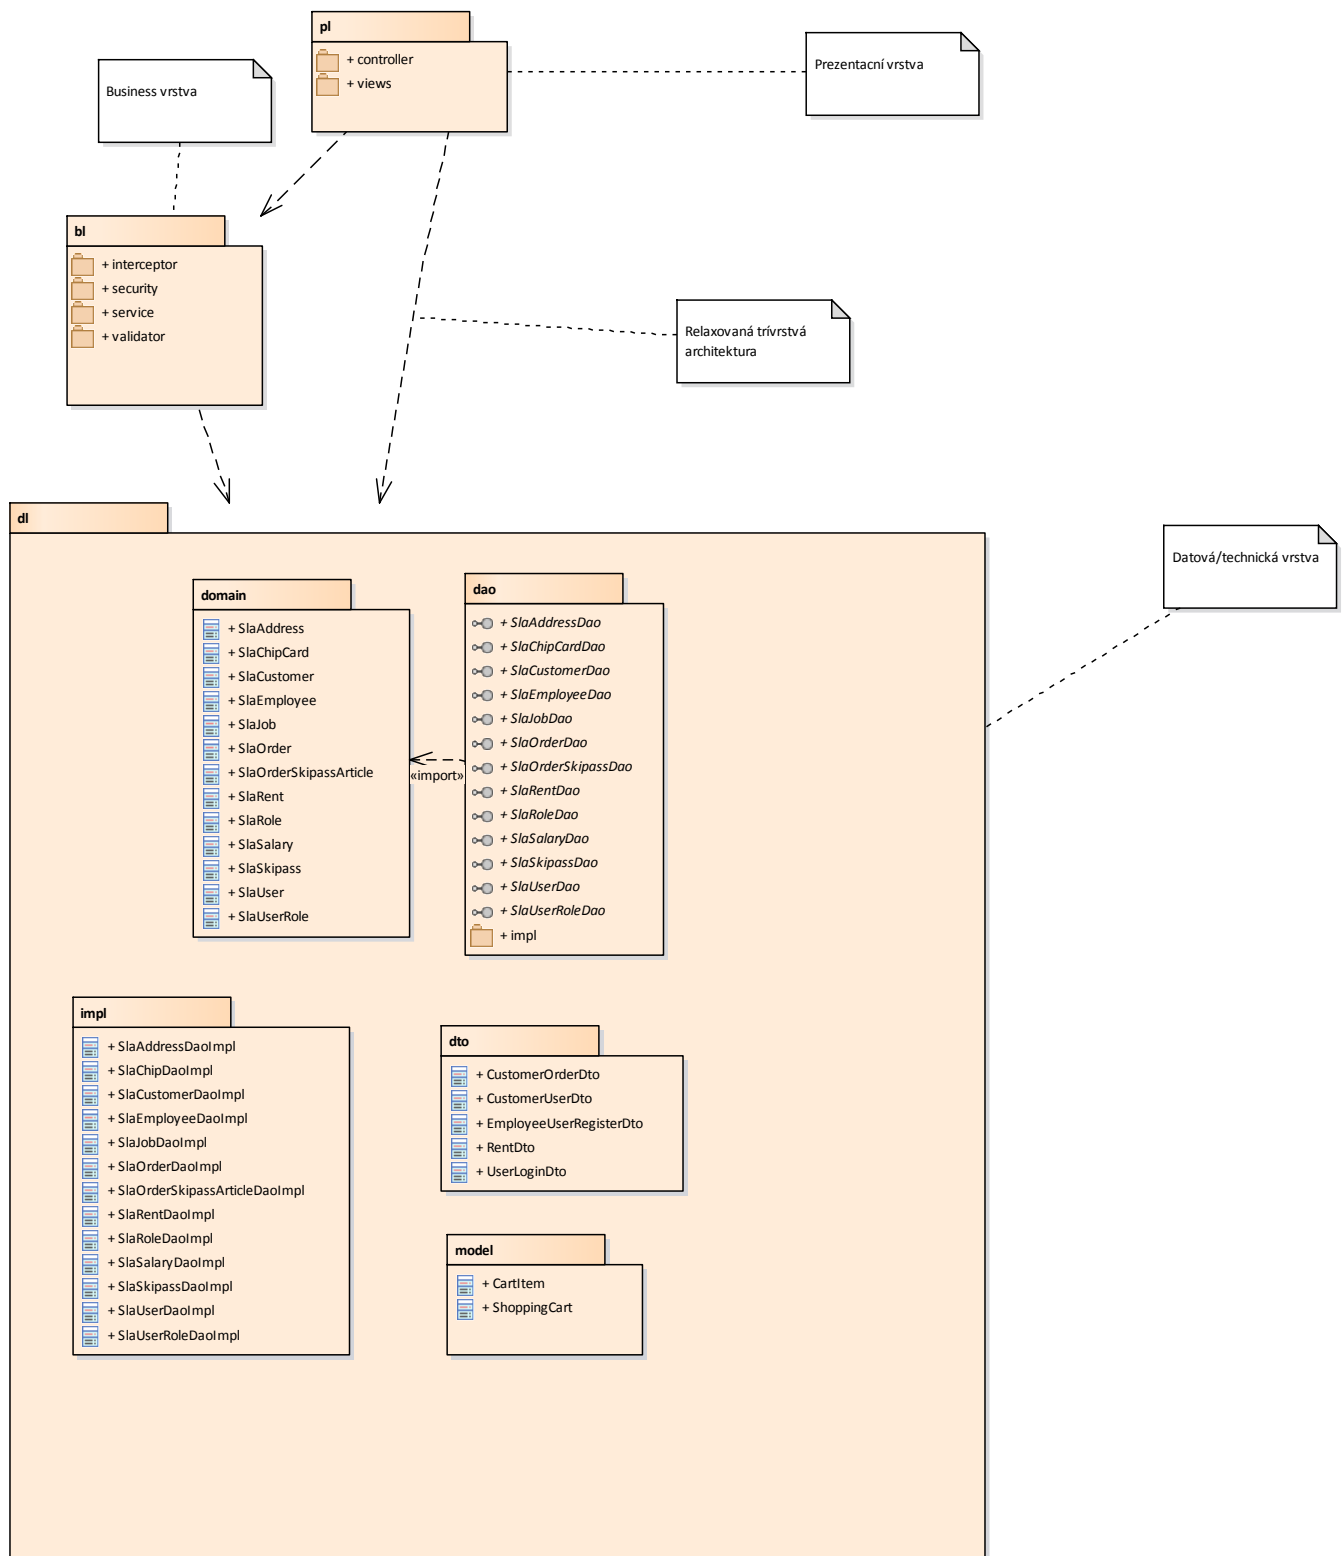 pl
+ controller
+ views
Prezentacní vrstva
Business vrstva
bl
+ interceptor
+ security
+ service
+ validator
Relaxovaná trívrstvá
architektura
dl
Datová/technická vrstva
domain
+ SlaAddress
+ SlaChipCard
+ SlaCustomer
+ SlaEmployee
+ SlaJob
+ SlaOrder
+ SlaOrderSkipassArticle
+ SlaRent
+ SlaRole
+ SlaSalary
+ SlaSkipass
+ SlaUser
+ SlaUserRole
«import»
dao
+ SlaAddressDao
+ SlaChipCardDao
+ SlaCustomerDao
+ SlaEmployeeDao
+ SlaJobDao
+ SlaOrderDao
+ SlaOrderSkipassDao
+ SlaRentDao
+ SlaRoleDao
+ SlaSalaryDao
+ SlaSkipassDao
+ SlaUserDao
+ SlaUserRoleDao
+ impl
impl
+ SlaAddressDaoImpl
+ SlaChipDaoImpl
+ SlaCustomerDaoImpl
+ SlaEmployeeDaoImpl
+ SlaJobDaoImpl
+ SlaOrderDaoImpl
+ SlaOrderSkipassArticleDaoImpl
+ SlaRentDaoImpl
+ SlaRoleDaoImpl
+ SlaSalaryDaoImpl
+ SlaSkipassDaoImpl
+ SlaUserDaoImpl
+ SlaUserRoleDaoImpl
dto
+ CustomerOrderDto
+ CustomerUserDto
+ EmployeeUserRegisterDto
+ RentDto
+ UserLoginDto
model
+ CartItem
+ ShoppingCart